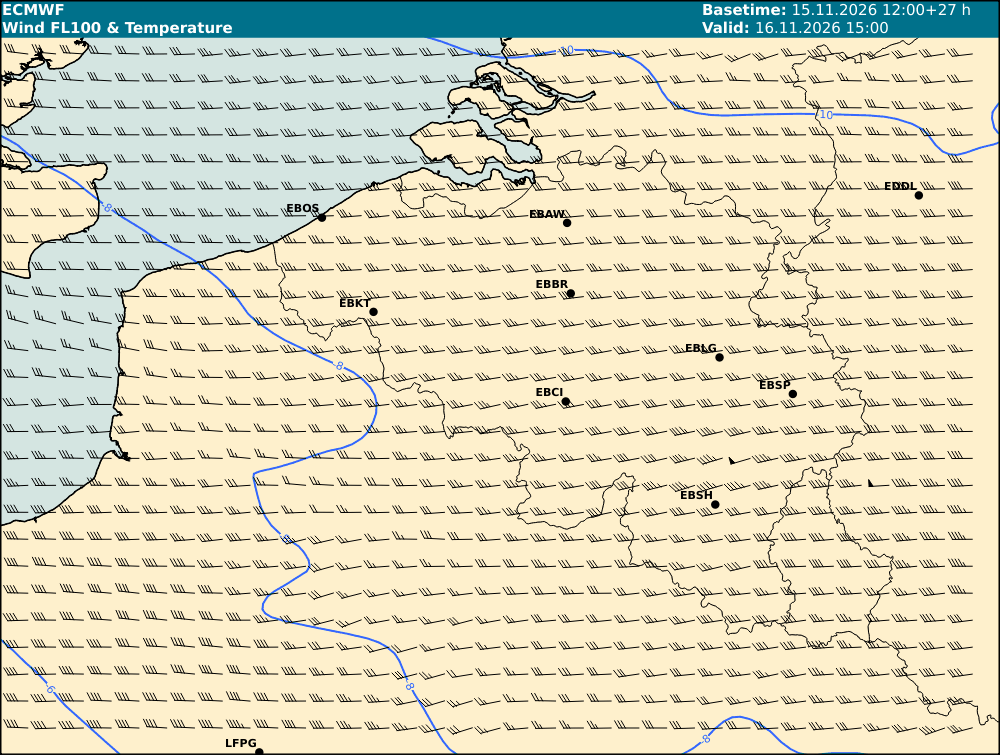 ECMWF
Wind FL100 & Temperature
Basetime: 15.11.2026 12:00+27 h
Valid: 16.11.2026 15:00
-10
-10
EDDL
-8
EBOS
EBAW
EBBR
EBKT
EBLG
-8
EBSP
EBCI
EBSH
-8
-6
-8
-8
LFPG